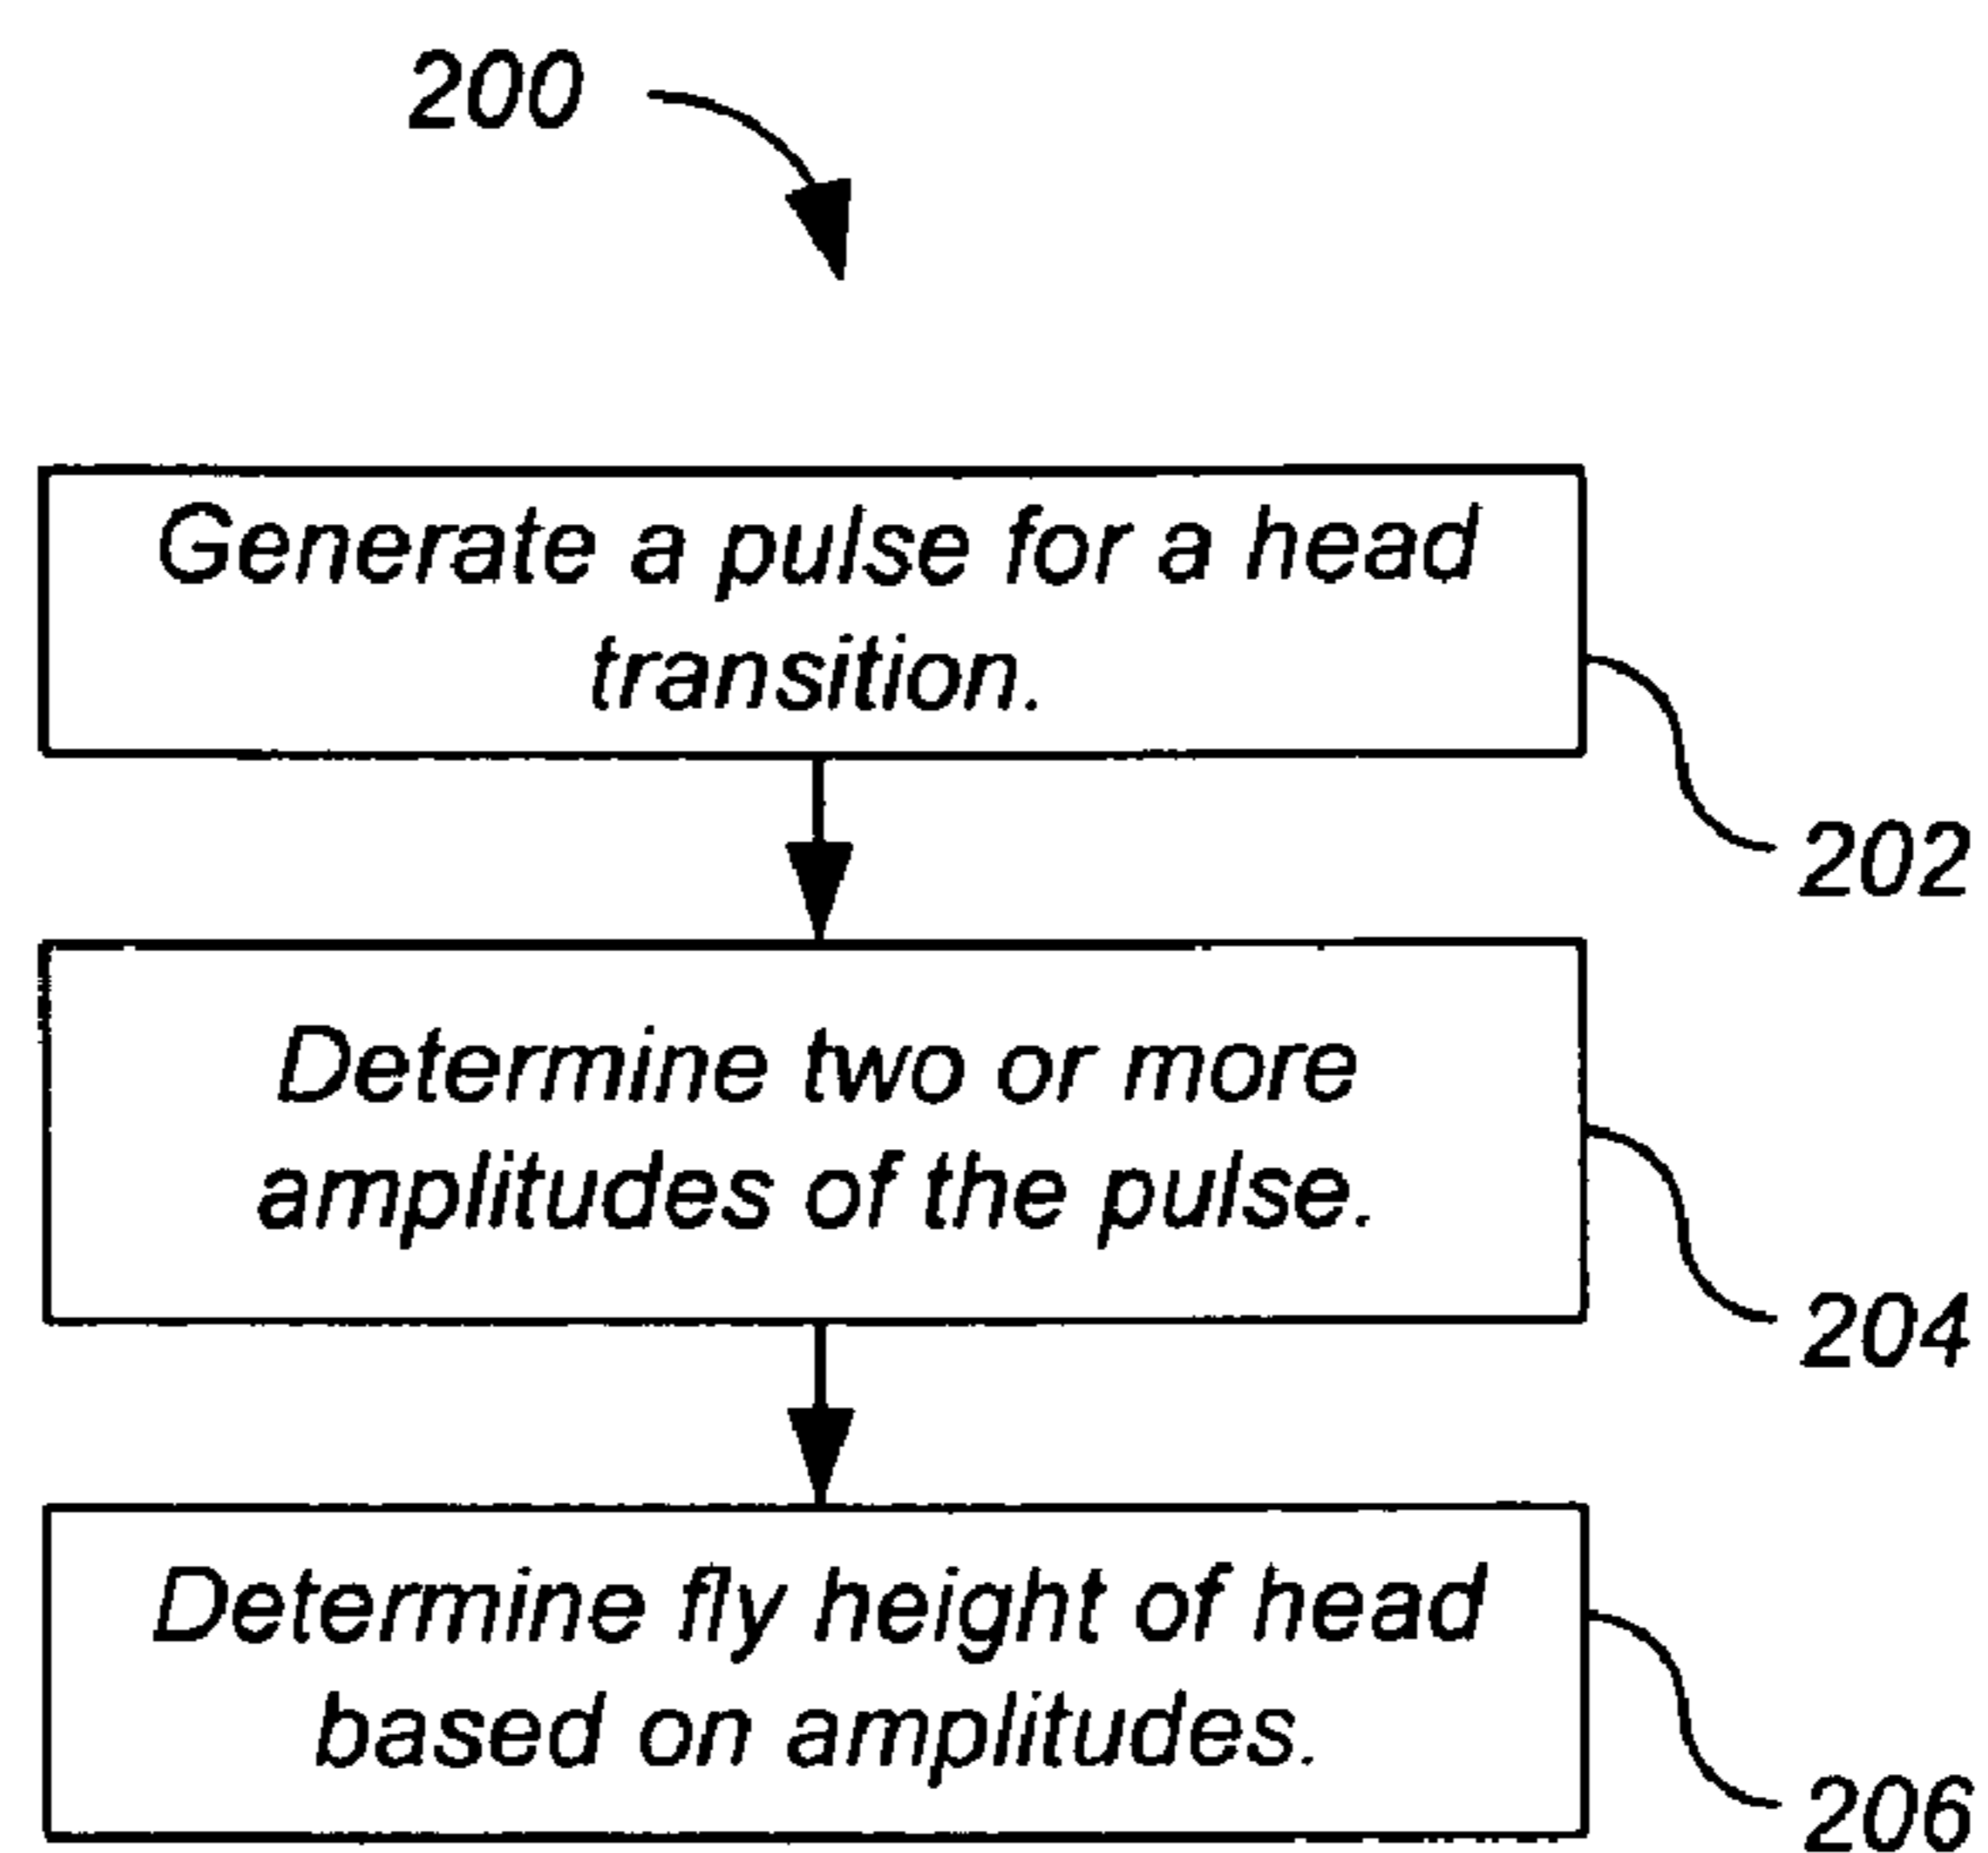 200
Generate a pulse for a head
transition.
202
Determine two or more
amplitudes of the pulse.
204
Determine fly height of head
based on amplitudes.
206